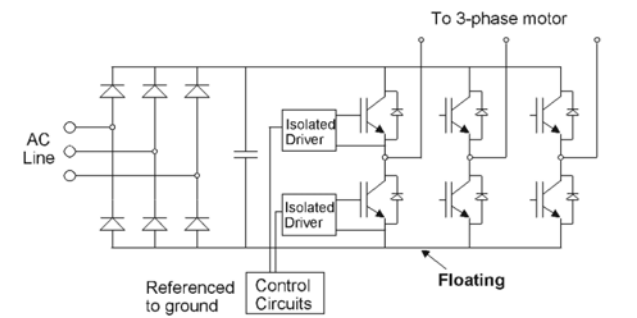 To 3-phase motor
AC
Line
Isolated
Driver
Isolated
Driver
Floating
Referenced
to ground
Control
Circuits